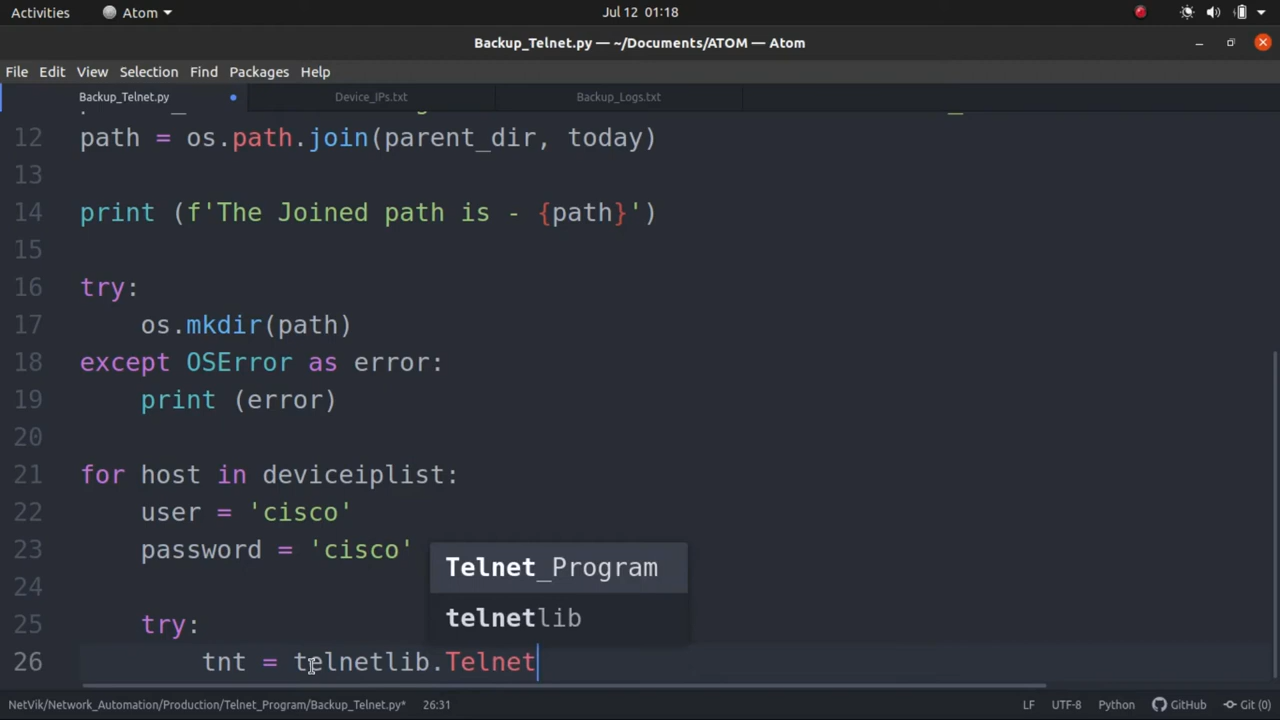 Activities Atom Jul 12 01:18
Backup_Telnet.py — ~/Documents/ATOM — Atom
File Edit View Selection Find Packages Help
Backup_Telnet.py Device_IPs.txt Backup_Logs.txt
12 path = os.path.join(parent_dir, today)
13
14 print (f'The Joined path is - {path}')
15
16 try:
17 os.mkdir(path)
18 except OSError as error:
19 print (error)
20
21 for host in deviceiplist:
22 user = 'cisco'
23 password = 'cisco'
Telnet_Program
24
telnetlib
25 try:
26 tnt = telnetlib.Telnet
NetVik/Network_Automation/Production/Telnet_Program/Backup_Telnet.py* 26:31 LF UTF-8 Python GitHub Git (0)